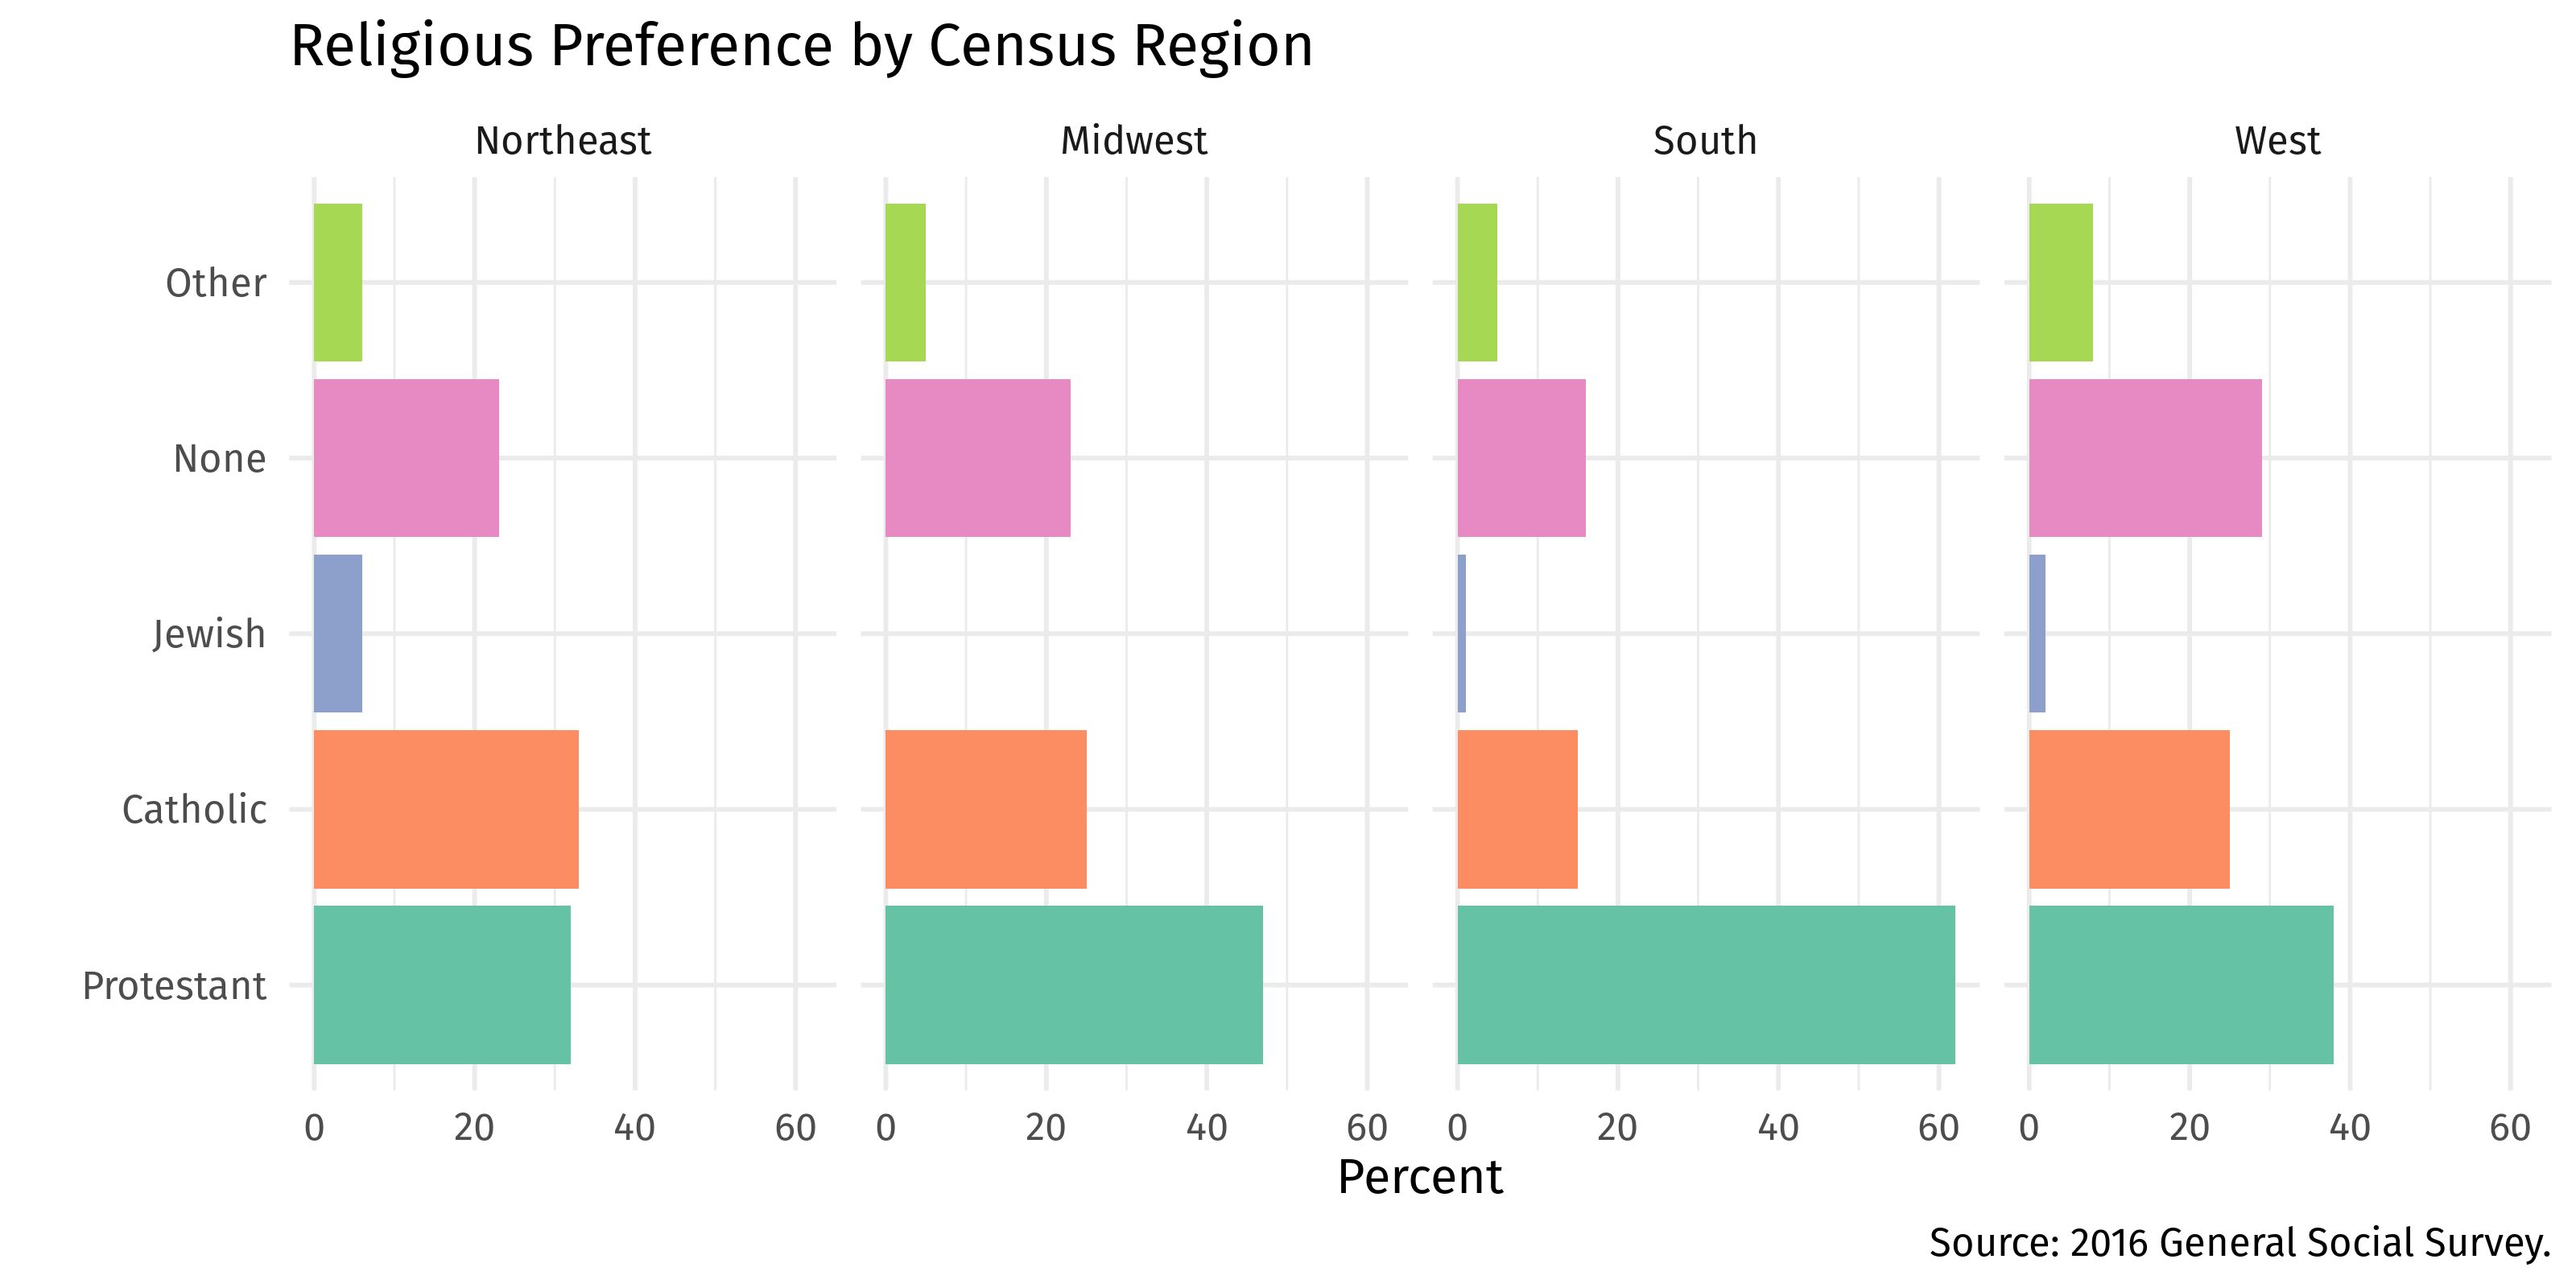 Religious Preference by Census Region
Northeast Midwest South West
Other
None
Jewish
Catholic
Protestant
0 20 40 60 0 20 40 60 0 20 40 60 0 20 40 60
Percent
Source: 2016 General Social Survey.